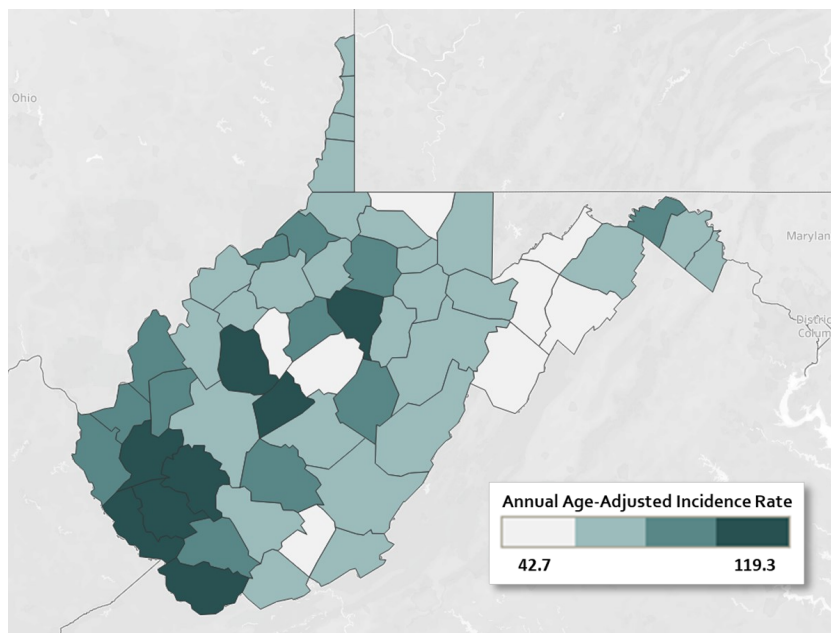 Ohio
Marylan
Distric
Colum
Annual Age-Adjusted Incidence Rate
42.7 119.3